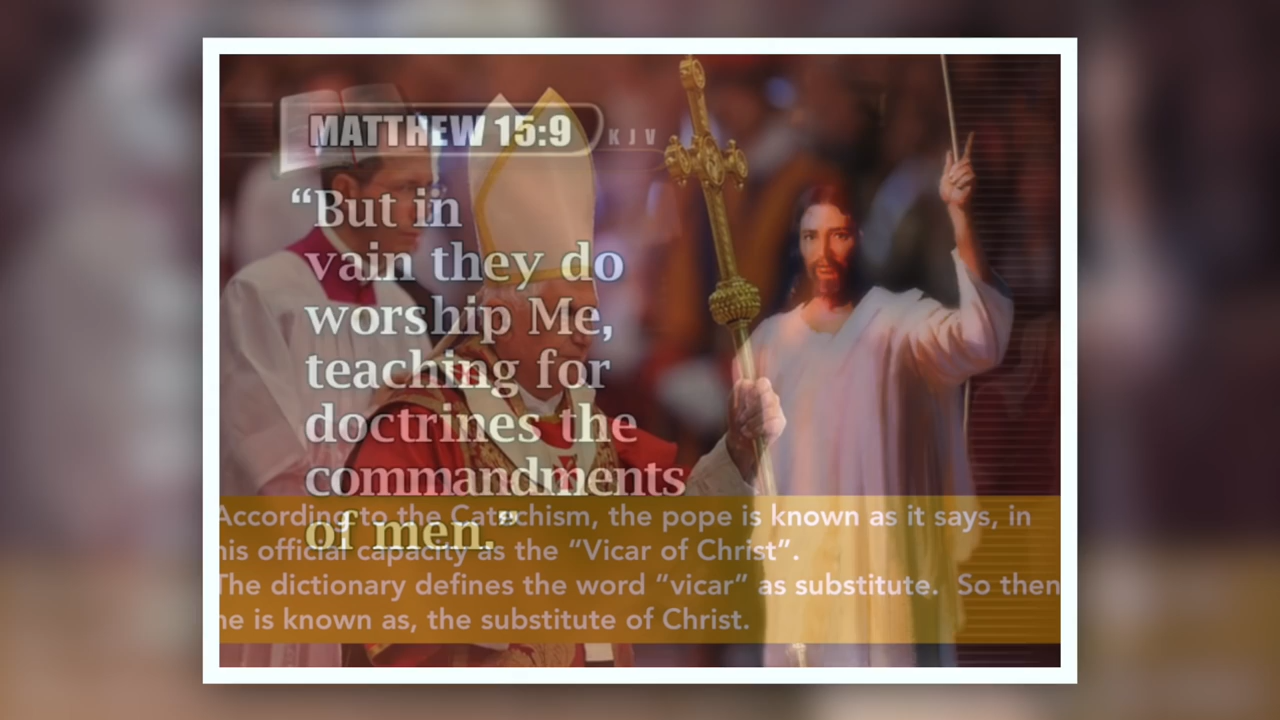 MATTHEW 15:9 KJV
“But in
vain they do
worship Me,
teaching for
doctrines the
commandments
of men.”
According to the Catechism, the pope is known as it says, in
his official capacity as the “Vicar of Christ”.
The dictionary defines the word “vicar” as substitute. So then
he is known as, the substitute of Christ.